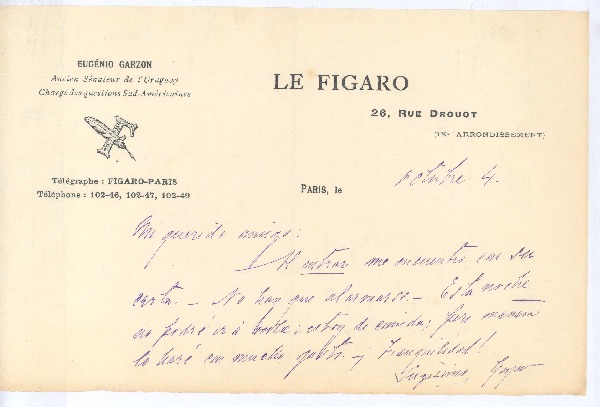 EUGÉNIO GARZON
Ancien Sénateur de l'Uruguay
Chargé des questions Sud-Américaines
LE FIGARO
26, RUE DROUOT
(IXe ARRONDISSEMENT)
Télégraphe : FIGARO-PARIS
Téléphone : 102-46, 102-47, 102-49
PARIS, le Octubre 4.
Mi querido amigo:
Al entrar me encuentro con su
carta. — No hay que alarmarse. — Esta noche
no podré ir á estoy de comida; pero mañana
lo haré con mucho gusto. — ¡Tranquilidad!
Garzon